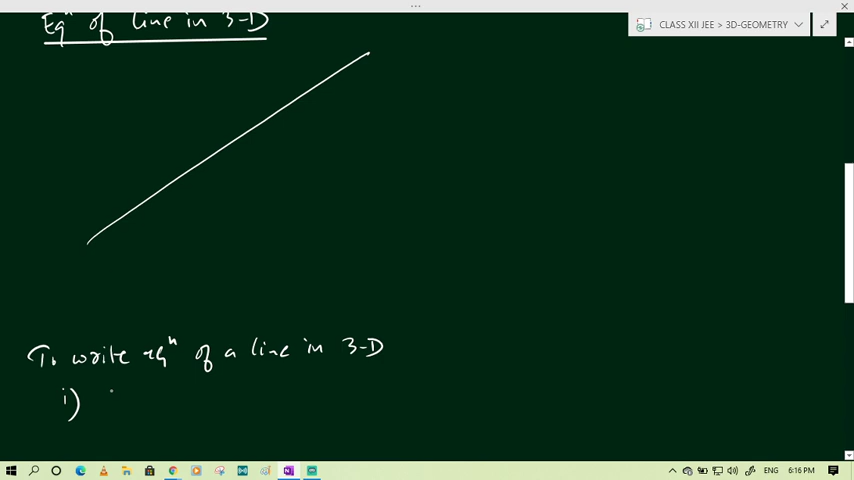 Eqⁿ of line in 3-D
CLASS XII JEE > 3D-GEOMETRY
To write eqⁿ of a line in 3-D
i)
ENG
6:16 PM